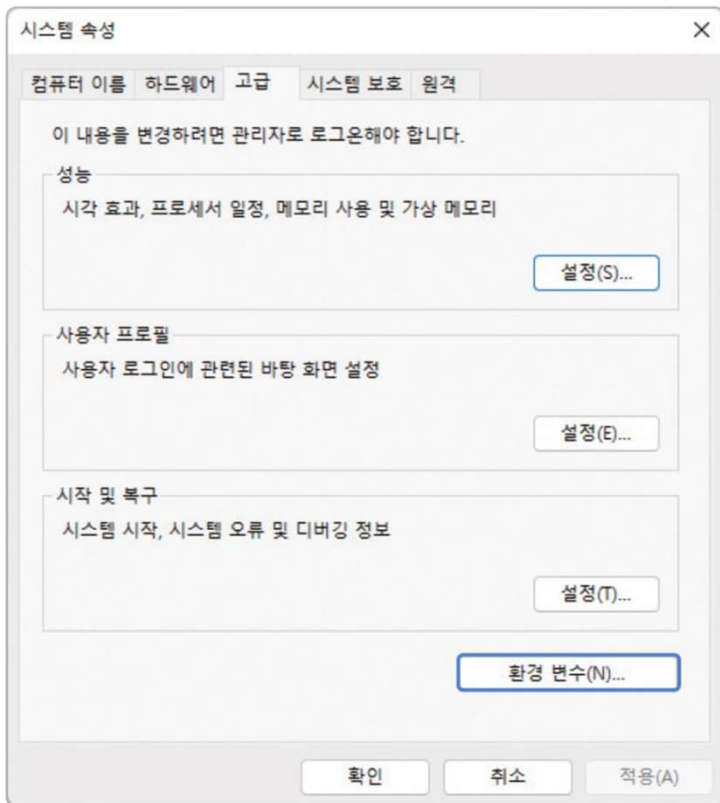 시스템 속성
컴퓨터 이름 하드웨어 고급 시스템 보호 원격
이 내용을 변경하려면 관리자로 로그온해야 합니다.
성능
시각 효과, 프로세서 일정, 메모리 사용 및 가상 메모리
설정(S)...
사용자 프로필
사용자 로그인에 관련된 바탕 화면 설정
설정(E)...
시작 및 복구
시스템 시작, 시스템 오류 및 디버깅 정보
설정(T)...
환경 변수(N)...
확인 취소 적용(A)